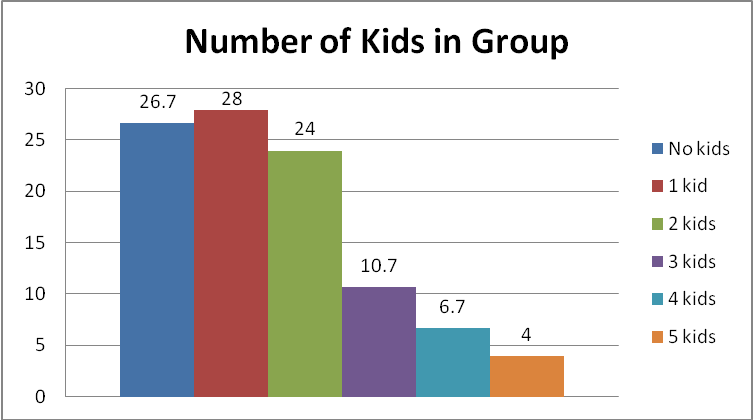 Number of Kids in Group
30
25
20
15
10
5
0
26.7
28
24
10.7
6.7
4
No kids
1 kid
2 kids
3 kids
4 kids
5 kids